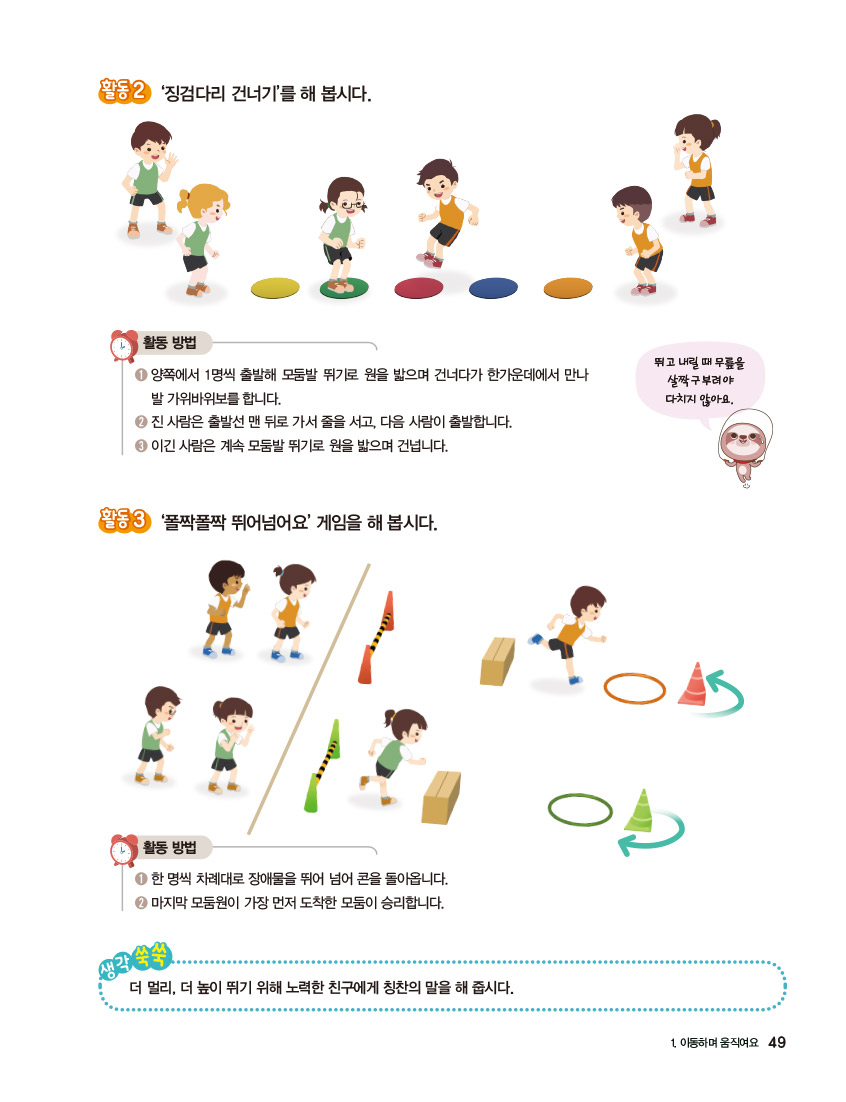 활동 2 '징검다리 건너기'를 해 봅시다.
활동 방법
1 양쪽에서 1명씩 출발해 모둠발 뛰기로 원을 밟으며 건너다가 한가운데에서 만나
발 가위바위보를 합니다.
2 진 사람은 출발선 맨 뒤로 가서 줄을 서고, 다음 사람이 출발합니다.
3 이긴 사람은 계속 모둠발 뛰기로 원을 밟으며 건넙니다.
뛰고 내릴 때 무릎을
살짝 구부려야
다치지 않아요.
활동 3 '폴짝폴짝 뛰어넘어요' 게임을 해 봅시다.
활동 방법
1 한 명씩 차례대로 장애물을 뛰어 넘어 콘을 돌아옵니다.
2 마지막 모둠원이 가장 먼저 도착한 모둠이 승리합니다.
생각 쑥쑥
더 멀리, 더 높이 뛰기 위해 노력한 친구에게 칭찬의 말을 해 줍시다.
1. 이동하며 움직여요 49